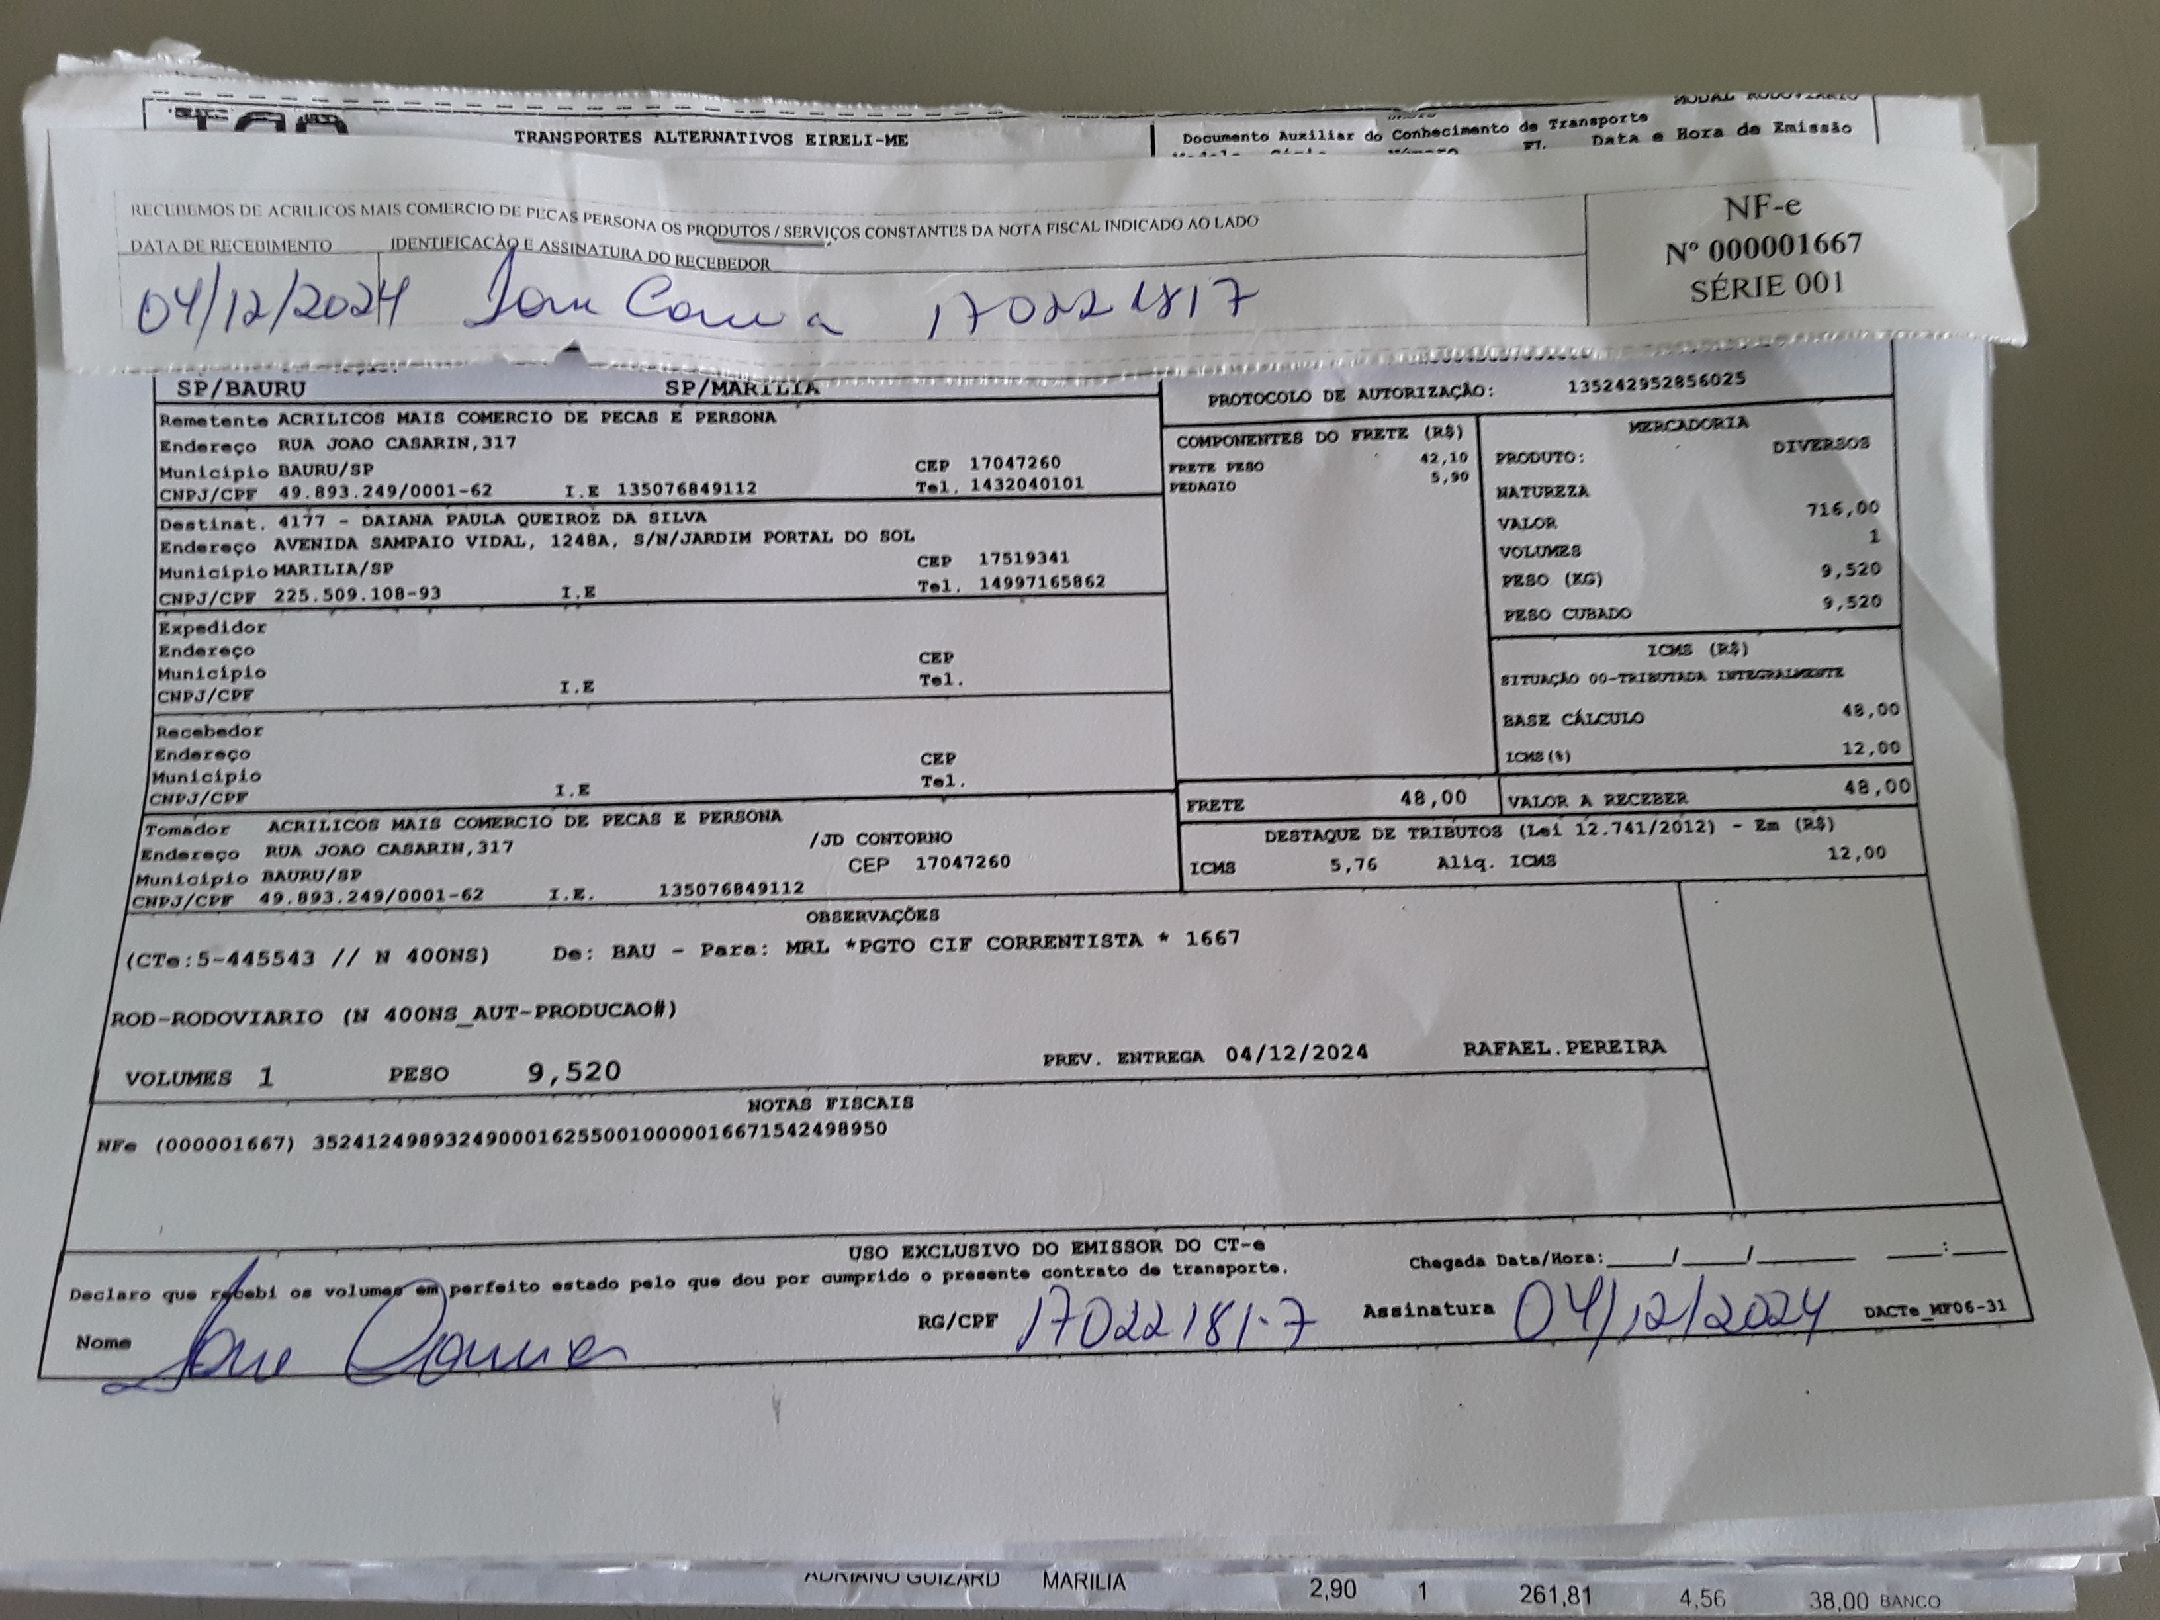 MODAL RODOVIÁRIO
TRANSPORTES ALTERNATIVOS EIRELI-ME
Documento Auxiliar do Conhecimento de Transporte
Data e Hora de Emissão
RECEBEMOS DE ACRILICOS MAIS COMERCIO DE PECAS PERSONA OS PRODUTOS / SERVIÇOS CONSTANTES DA NOTA FISCAL INDICADO AO LADO
DATA DE RECEBIMENTO IDENTIFICAÇÃO E ASSINATURA DO RECEBEDOR
04/12/2024 170221817
NF-e
Nº 000001667
SÉRIE 001
SP/BAURU SP/MARILIA
PROTOCOLO DE AUTORIZAÇÃO: 135242952856025
Remetente ACRILICOS MAIS COMERCIO DE PECAS E PERSONA
Endereço RUA JOAO CASARIN,317
Município BAURU/SP CEP 17047260
CNPJ/CPF 49.893.249/0001-62 I.E 135076849112 Tel. 1432040101
Destinat. 4177 - DAIANA PAULA QUEIROZ DA SILVA
Endereço AVENIDA SAMPAIO VIDAL, 1248A, S/N/JARDIM PORTAL DO SOL
Município MARILIA/SP CEP 17519341
CNPJ/CPF 225.509.108-93 I.E Tel. 14997165862
Expedidor
Endereço
Município CEP
CNPJ/CPF I.E Tel.
Recebedor
Endereço
Município CEP
CNPJ/CPF I.E Tel.
Tomador ACRILICOS MAIS COMERCIO DE PECAS E PERSONA
Endereço RUA JOAO CASARIN,317 /JD CONTORNO
Município BAURU/SP CEP 17047260
CNPJ/CPF 49.893.249/0001-62 I.E. 135076849112
COMPONENTES DO FRETE (R$)
FRETE PESO 42,10
PEDAGIO 5,90
MERCADORIA
PRODUTO: DIVERSOS
NATUREZA
VALOR 716,00
VOLUMES 1
PESO (KG) 9,520
PESO CUBADO 9,520
ICMS (R$)
SITUAÇÃO 00-TRIBUTADA INTEGRALMENTE
BASE CÁLCULO 48,00
ICMS(%) 12,00
FRETE 48,00 VALOR A RECEBER 48,00
DESTAQUE DE TRIBUTOS (Lei 12.741/2012) - Em (R$)
ICMS 5,76 Aliq. ICMS 12,00
OBSERVAÇÕES
(CTe:5-445543 // N 400NS) De: BAU - Para: MRL *PGTO CIF CORRENTISTA * 1667
ROD-RODOVIARIO (N 400NS_AUT-PRODUCAO#)
VOLUMES 1 PESO 9,520 PREV. ENTREGA 04/12/2024 RAFAEL.PEREIRA
NOTAS FISCAIS
NFe (000001667) 35241249893249000162550010000016671542498950
USO EXCLUSIVO DO EMISSOR DO CT-e
Declaro que recebi os volumes em perfeito estado pelo que dou por cumprido o presente contrato de transporte.
Chegada Data/Hora:____/____/______ ___:___
Nome RG/CPF 17022181-7 Assinatura 04/12/2024 DACTe_MF06-31
ADRIANO GUIZARD MARILIA 2,90 1 261,81 4,56 38,00 BANCO